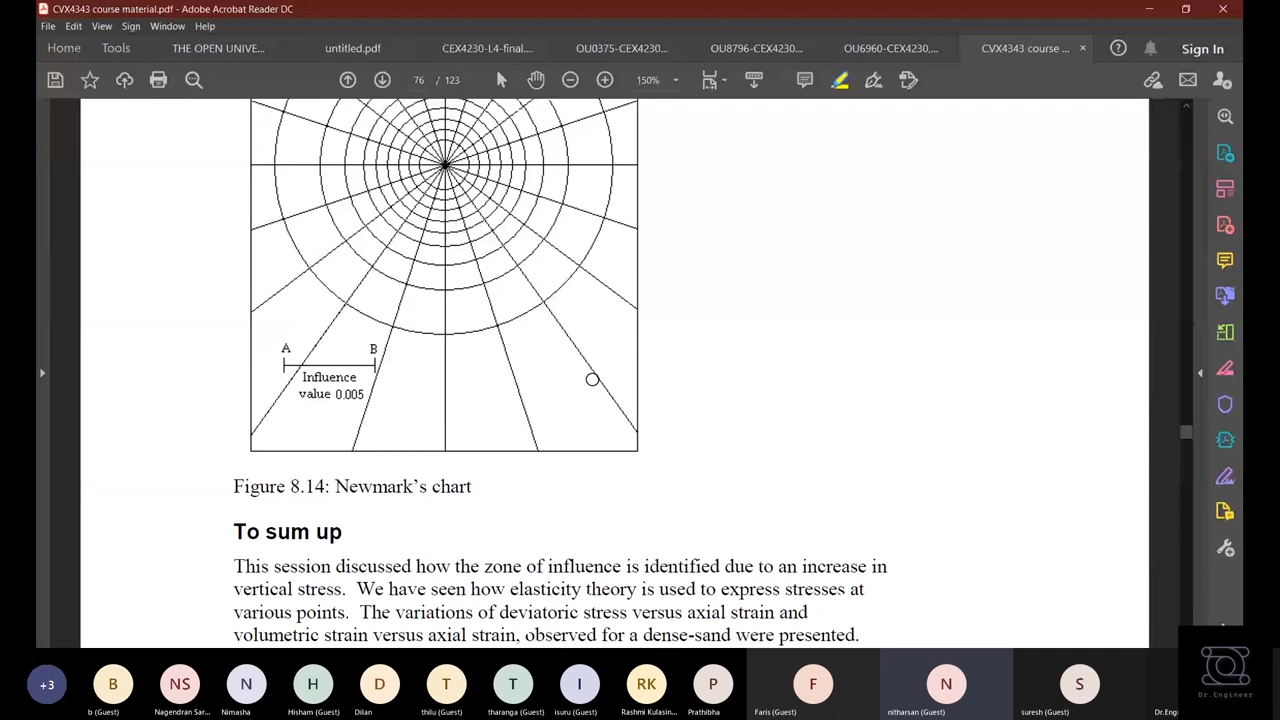 CVX4343 course material.pdf - Adobe Acrobat Reader DC
File Edit View Sign Window Help
Home Tools THE OPEN UNIVE... untitled.pdf CEX4230-L4-final.... OU0375-CEX4230... OU8796-CEX4230... OU6960-CEX4230,... CVX4343 course ... × Sign In
76 / 123 150%
A B
Influence
value 0.005
Figure 8.14: Newmark's chart
To sum up
This session discussed how the zone of influence is identified due to an increase in
vertical stress. We have seen how elasticity theory is used to express stresses at
various points. The variations of deviatoric stress versus axial strain and
volumetric strain versus axial strain, observed for a dense-sand were presented.
+3 B NS N H D T T I RK P F N S
b (Guest) Nagendran Sar... Nimasha Hisham (Guest) Dilan thilu (Guest) tharanga (Guest) isuru (Guest) Rashmi Kulasin... Prathibha Faris (Guest) nitharsan (Guest) suresh (Guest) Dr.Eng
Dr.Engineer